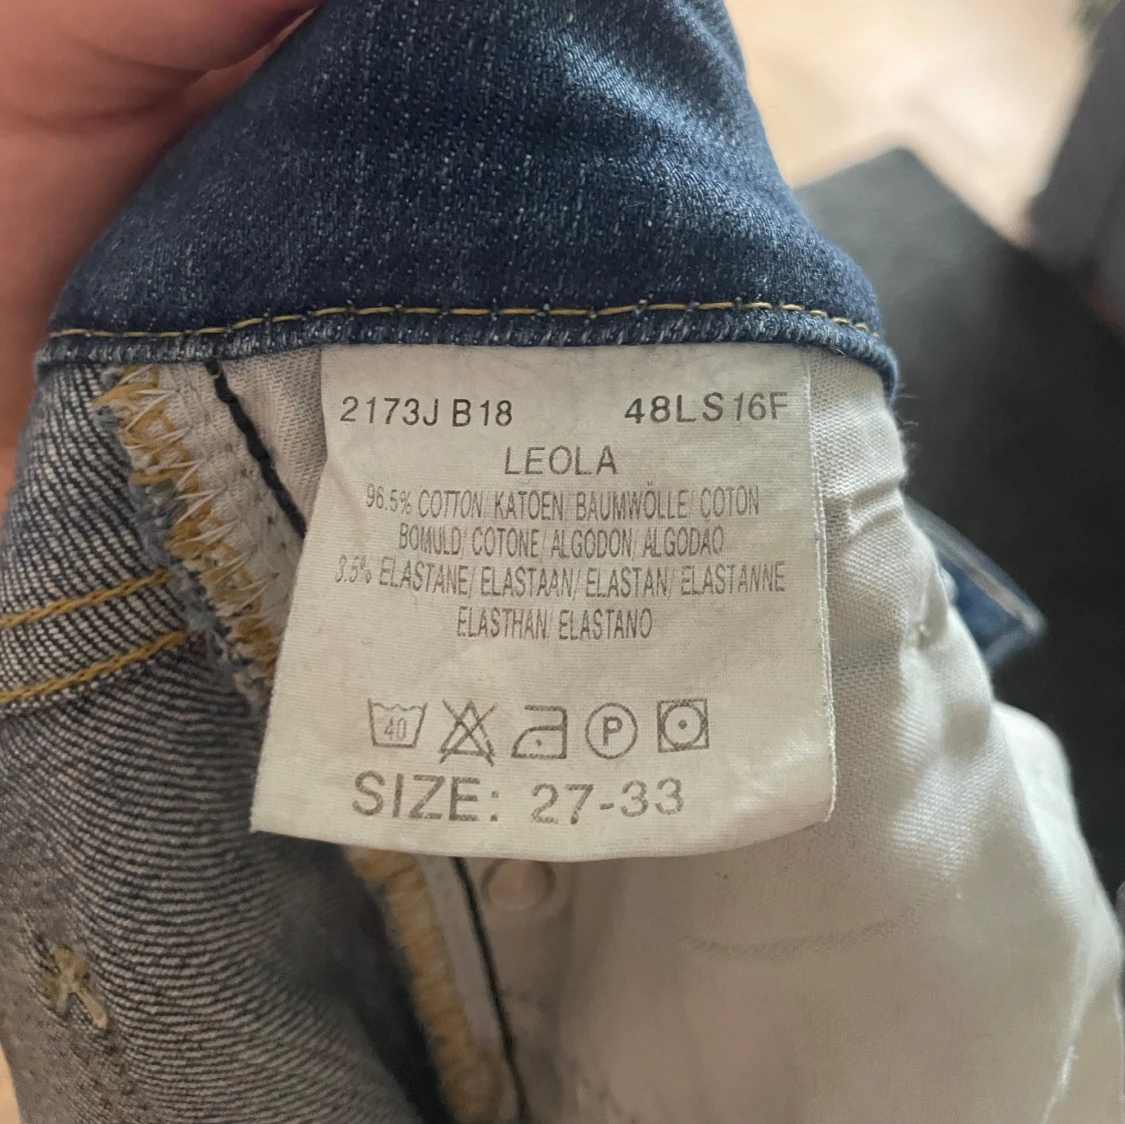 2173J B18 48LS16F
LEOLA
96.5% COTTON/ KATOEN/ BAUMWÖLLE/ COTON
BOMULD/ COTONE/ ALGODON/ ALGODÃO
3.5% ELASTANE/ ELASTAAN/ ELASTAN/ ELASTANNE
ELASTHAN/ ELASTANO
40 P
SIZE: 27-33